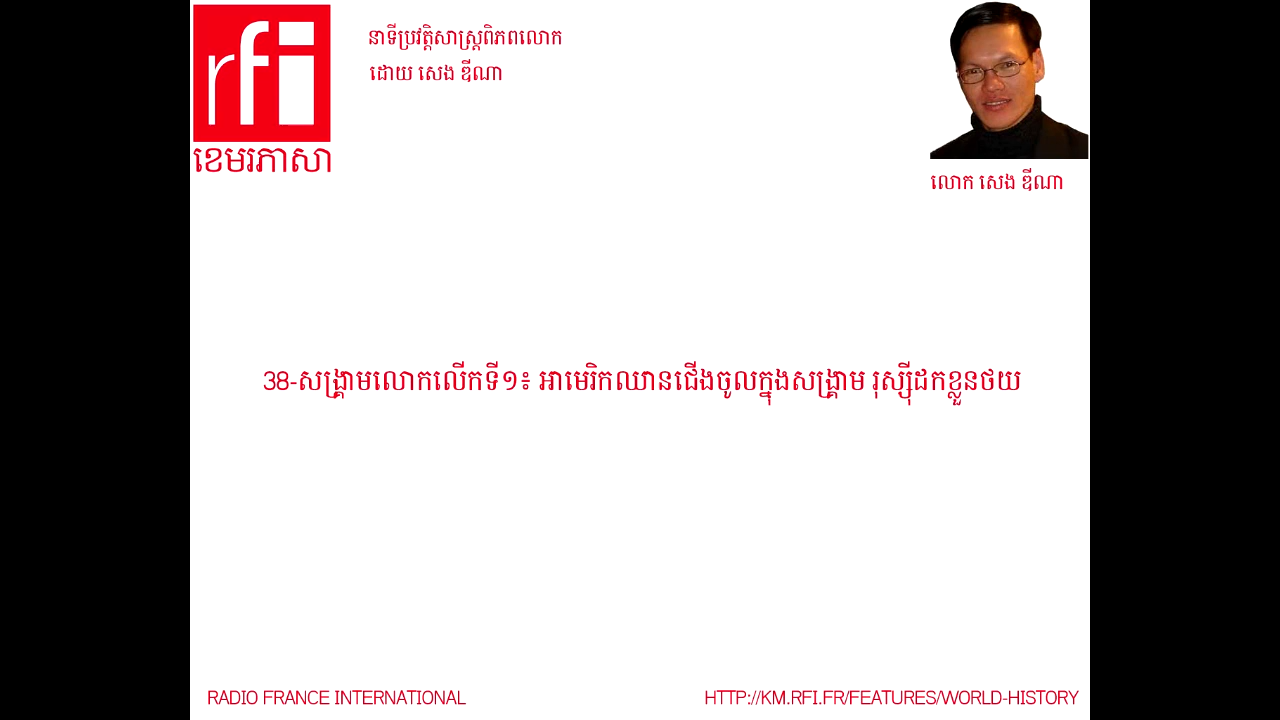 rfi
ខេមរភាសា
នាទីប្រវត្តិសាស្ត្រពិភពលោក
ដោយ សេង ឌីណា
លោក សេង ឌីណា
38-សង្គ្រាមលោកលើកទី១៖ អាមេរិកឈានជើងចូលក្នុងសង្គ្រាម រុស្ស៊ីដកខ្លួនថយ
RADIO FRANCE INTERNATIONAL
HTTP://KM.RFI.FR/FEATURES/WORLD-HISTORY